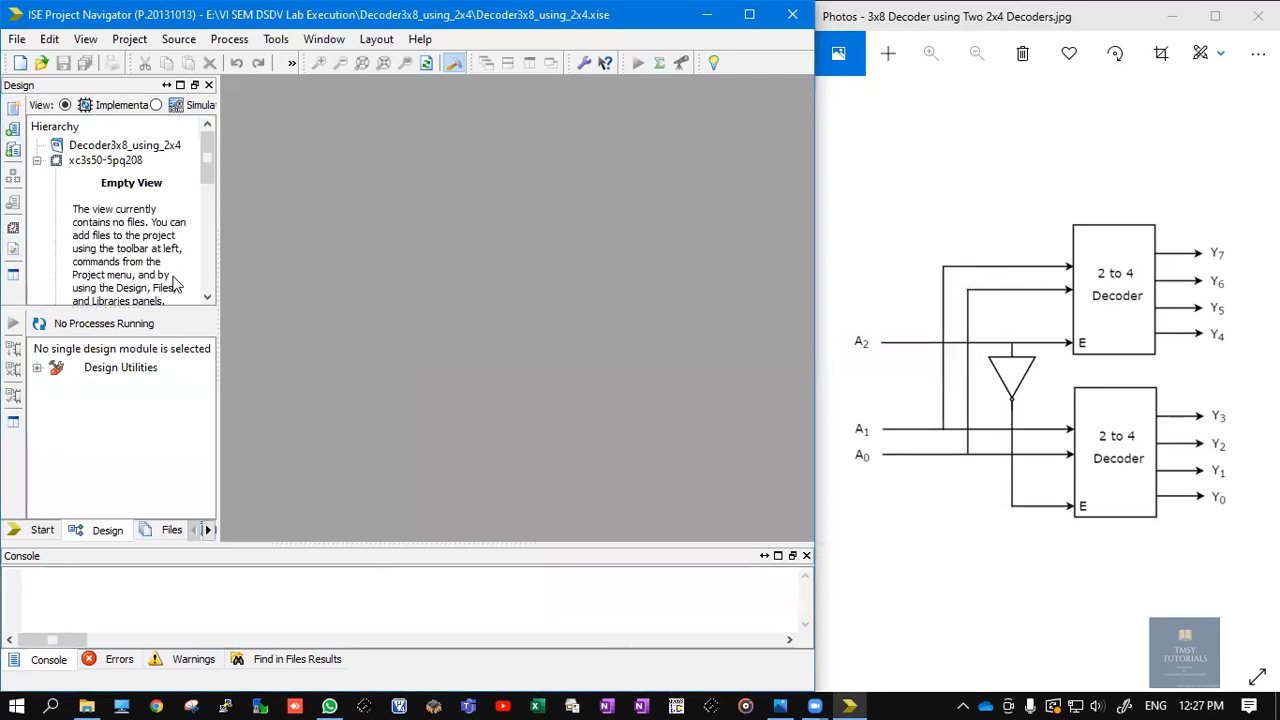 ISE Project Navigator (P.20131013) - E:\VI SEM DSDV Lab Execution\Decoder3x8_using_2x4\Decoder3x8_using_2x4.xise
File Edit View Project Source Process Tools Window Layout Help
Design
View: Implementa Simula
Hierarchy
Decoder3x8_using_2x4
xc3s50-5pq208
Empty View
The view currently
contains no files. You can
add files to the project
using the toolbar at left,
commands from the
Project menu, and by
using the Design, Files,
and Libraries panels.
No Processes Running
No single design module is selected
Design Utilities
Start Design Files
Console
Console Errors Warnings Find in Files Results
Photos - 3x8 Decoder using Two 2x4 Decoders.jpg
2 to 4
Decoder
E
Y7
Y6
Y5
Y4
A2
A1
A0
2 to 4
Decoder
E
Y3
Y2
Y1
Y0
TMSY
TUTORIALS
12:27 PM